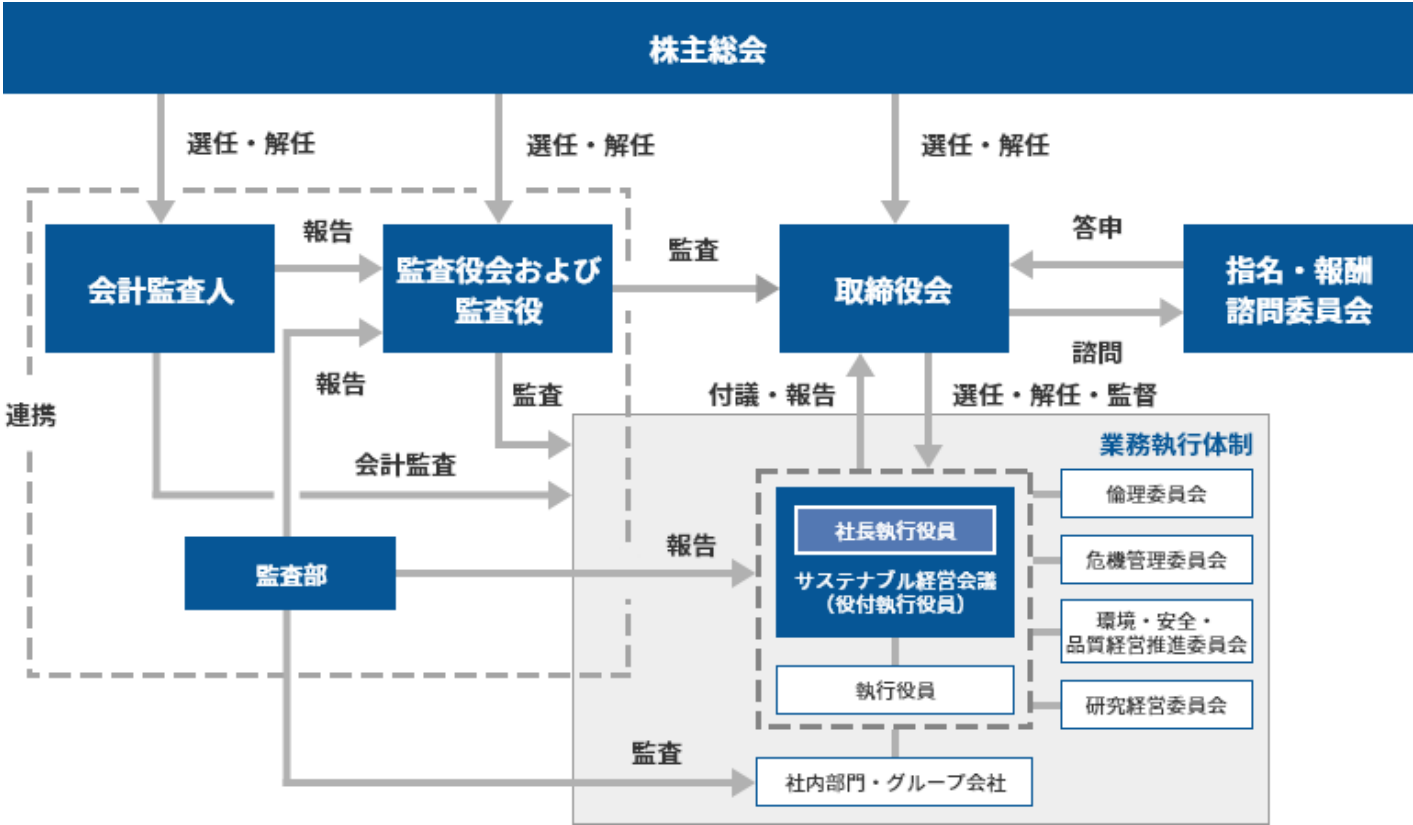 株主総会
選任・解任
選任・解任
選任・解任
会計監査人
報告
監査役会および
監査役
監査
取締役会
答申
諮問
指名・報酬
諮問委員会
報告
監査
付議・報告
選任・解任・監督
連携
会計監査
業務執行体制
倫理委員会
社長執行役員
サステナブル経営会議
（役付執行役員）
危機管理委員会
監査部
報告
環境・安全・
品質経営推進委員会
執行役員
研究経営委員会
監査
社内部門・グループ会社